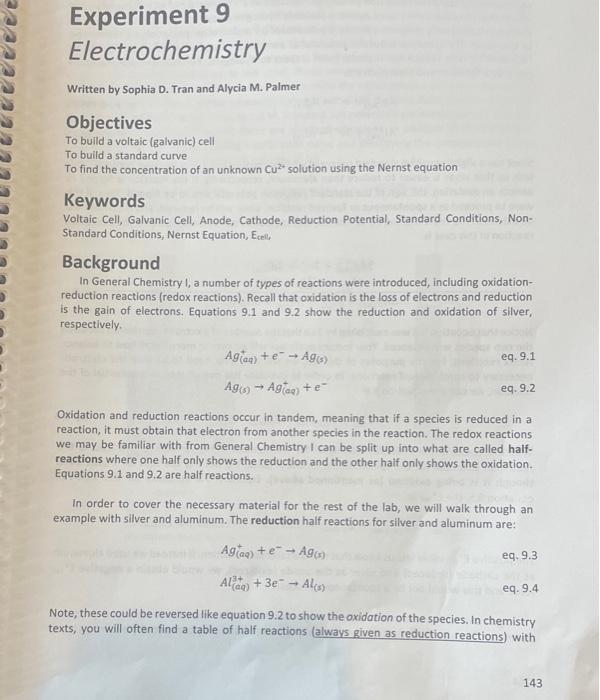 Experiment 9
Electrochemistry
Written by Sophia D. Tran and Alycia M. Palmer
Objectives
To build a voltaic (galvanic) cell
To build a standard curve
To find the concentration of an unknown Cu²⁺ solution using the Nernst equation
Keywords
Voltaic Cell, Galvanic Cell, Anode, Cathode, Reduction Potential, Standard Conditions, Non-
Standard Conditions, Nernst Equation, Ecell,
Background
In General Chemistry I, a number of types of reactions were introduced, including oxidation-
reduction reactions (redox reactions). Recall that oxidation is the loss of electrons and reduction
is the gain of electrons. Equations 9.1 and 9.2 show the reduction and oxidation of silver,
respectively.
Ag⁺(aq) + e⁻ → Ag(s) eq. 9.1
Ag(s) → Ag⁺(aq) + e⁻ eq. 9.2
Oxidation and reduction reactions occur in tandem, meaning that if a species is reduced in a
reaction, it must obtain that electron from another species in the reaction. The redox reactions
we may be familiar with from General Chemistry I can be split up into what are called half-
reactions where one half only shows the reduction and the other half only shows the oxidation.
Equations 9.1 and 9.2 are half reactions.
In order to cover the necessary material for the rest of the lab, we will walk through an
example with silver and aluminum. The reduction half reactions for silver and aluminum are:
Ag⁺(aq) + e⁻ → Ag(s) eq. 9.3
Al³⁺(aq) + 3e⁻ → Al(s) eq. 9.4
Note, these could be reversed like equation 9.2 to show the oxidation of the species. In chemistry
texts, you will often find a table of half reactions (always given as reduction reactions) with
143